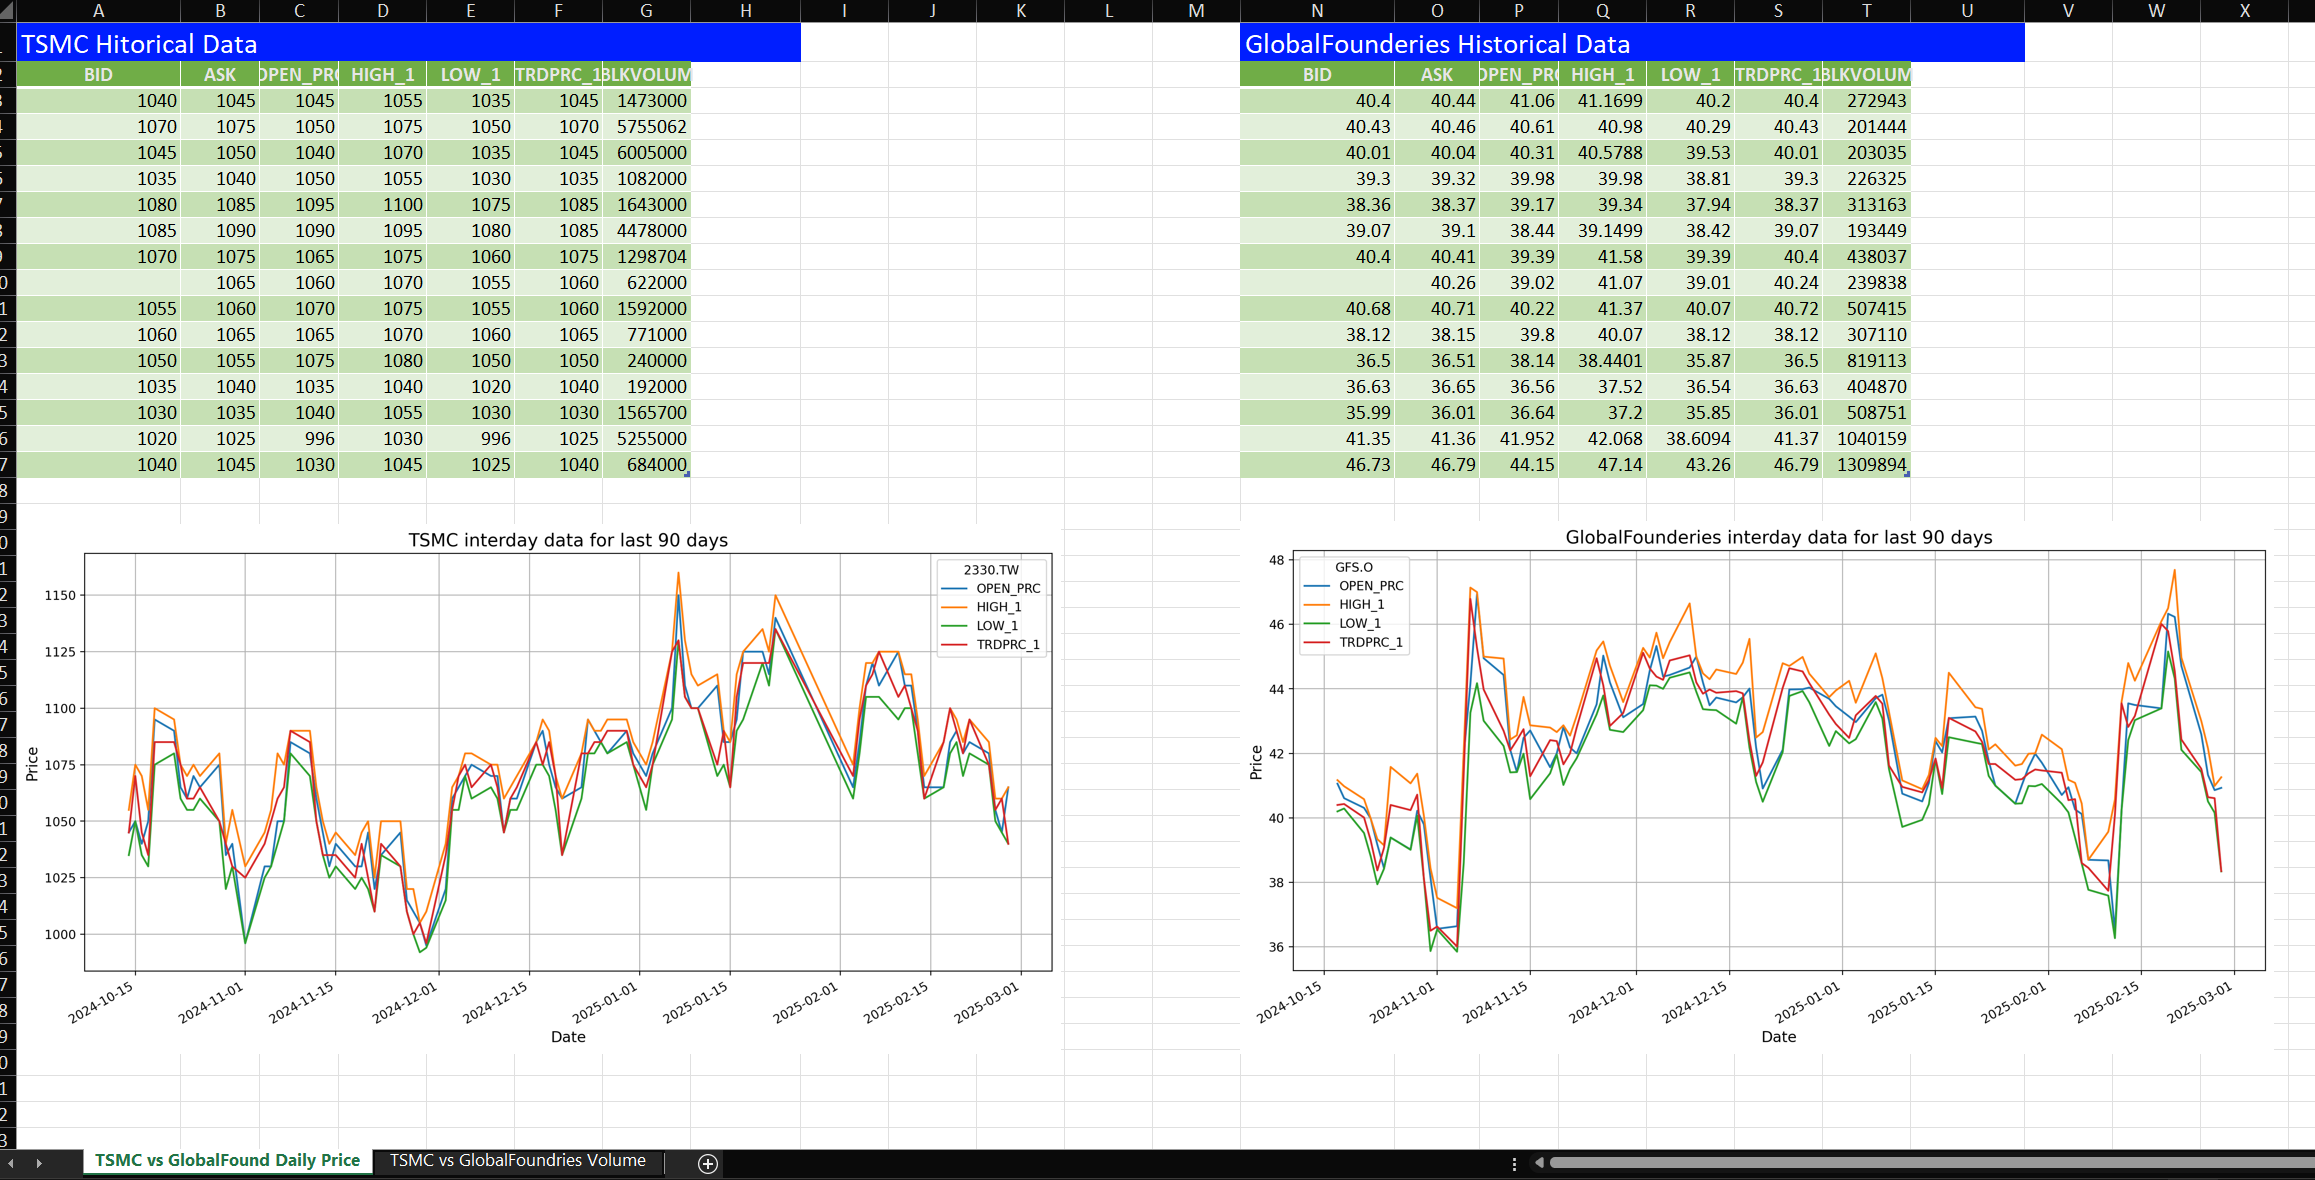 A B C D E F G H I J K L M N O P Q R S T U V W X
TSMC Hitorical Data
GlobalFounderies Historical Data
BID ASK OPEN_PR HIGH_1 LOW_1 TRDPRC_1 BLKVOLUM
1040 1045 1045 1055 1035 1045 1473000
1070 1075 1050 1075 1050 1070 5755062
1045 1050 1040 1070 1035 1045 6005000
1035 1040 1050 1055 1030 1035 1082000
1080 1085 1095 1100 1075 1085 1643000
1085 1090 1090 1095 1080 1085 4478000
1070 1075 1065 1075 1060 1075 1298704
1065 1060 1070 1055 1060 622000
1055 1060 1070 1075 1055 1060 1592000
1060 1065 1065 1070 1060 1065 771000
1050 1055 1075 1080 1050 1050 240000
1035 1040 1035 1040 1020 1040 192000
1030 1035 1040 1055 1030 1030 1565700
1020 1025 996 1030 996 1025 5255000
1040 1045 1030 1045 1025 1040 684000
BID ASK OPEN_PR HIGH_1 LOW_1 TRDPRC_1 BLKVOLUM
40.4 40.44 41.06 41.1699 40.2 40.4 272943
40.43 40.46 40.61 40.98 40.29 40.43 201444
40.01 40.04 40.31 40.5788 39.53 40.01 203035
39.3 39.32 39.98 39.98 38.81 39.3 226325
38.36 38.37 39.17 39.34 37.94 38.37 313163
39.07 39.1 38.44 39.1499 38.42 39.07 193449
40.4 40.41 39.39 41.58 39.39 40.4 438037
40.26 39.02 41.07 39.01 40.24 239838
40.68 40.71 40.22 41.37 40.07 40.72 507415
38.12 38.15 39.8 40.07 38.12 38.12 307110
36.5 36.51 38.14 38.4401 35.87 36.5 819113
36.63 36.65 36.56 37.52 36.54 36.63 404870
35.99 36.01 36.64 37.2 35.85 36.01 508751
41.35 41.36 41.952 42.068 38.6094 41.37 1040159
46.73 46.79 44.15 47.14 43.26 46.79 1309894
TSMC interday data for last 90 days
2330.TW
OPEN_PRC
HIGH_1
LOW_1
TRDPRC_1
1150
1125
1100
1075
1050
1025
1000
Price
2024-10-15 2024-11-01 2024-11-15 2024-12-01 2024-12-15 2025-01-01 2025-01-15 2025-02-01 2025-02-15 2025-03-01
Date
GlobalFounderies interday data for last 90 days
GFS.O
OPEN_PRC
HIGH_1
LOW_1
TRDPRC_1
48
46
44
42
40
38
36
Price
2024-10-15 2024-11-01 2024-11-15 2024-12-01 2024-12-15 2025-01-01 2025-01-15 2025-02-01 2025-02-15 2025-03-01
Date
TSMC vs GlobalFound Daily Price
TSMC vs GlobalFoundries Volume